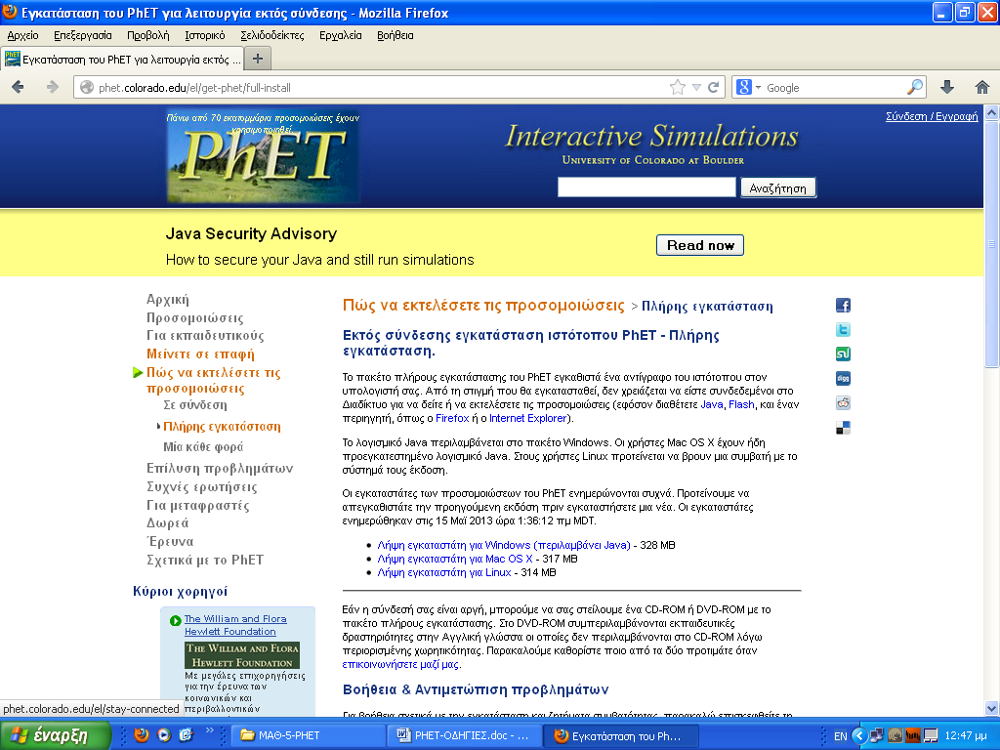 Εγκατάσταση του PhET για λειτουργία εκτός σύνδεσης - Mozilla Firefox
Αρχείο Επεξεργασία Προβολή Ιστορικό Σελιδοδείκτες Εργαλεία Βοήθεια
Εγκατάσταση του PhET για λειτουργία εκτός ...
phet.colorado.edu/el/get-phet/full-install
Google
Πάνω από 70 εκατομμύρια προσομοιώσεις έχουν
χρησιμοποιηθεί.
PhET
Interactive Simulations
University of Colorado at Boulder
Σύνδεση / Εγγραφή
Αναζήτηση
Java Security Advisory
How to secure your Java and still run simulations
Read now
Αρχική
Προσομοιώσεις
Για εκπαιδευτικούς
Μείνετε σε επαφή
Πώς να εκτελέσετε τις
προσομοιώσεις
Σε σύνδεση
Πλήρης εγκατάσταση
Μία κάθε φορά
Επίλυση προβλημάτων
Συχνές ερωτήσεις
Για μεταφραστές
Δωρεά
Έρευνα
Σχετικά με το PhET
Κύριοι χορηγοί
The William and Flora
Hewlett Foundation
The William and Flora
Hewlett Foundation
Με μεγάλες επιχορηγήσεις
για την έρευνα των
κοινωνικών και
περιβαλλοντικών
Πώς να εκτελέσετε τις προσομοιώσεις > Πλήρης εγκατάσταση
Εκτός σύνδεσης εγκατάσταση ιστότοπου PhET - Πλήρης
εγκατάσταση.
Το πακέτο πλήρους εγκατάστασης του PhET εγκαθιστά ένα αντίγραφο του ιστότοπου στον
υπολογιστή σας. Από τη στιγμή που θα εγκατασταθεί, δεν χρειάζεται να είστε συνδεδεμένοι στο
Διαδίκτυο για να δείτε ή να εκτελέσετε τις προσομοιώσεις (εφόσον διαθέτετε Java, Flash, και έναν
περιηγητή, όπως ο Firefox ή ο Internet Explorer).
Το λογισμικό Java περιλαμβάνεται στο πακέτο Windows. Οι χρήστες Mac OS X έχουν ήδη
προεγκατεστημένο λογισμικό Java. Στους χρήστες Linux προτείνεται να βρουν μια συμβατή με το
σύστημά τους έκδοση.
Οι εγκαταστάτες των προσομοιώσεων του PhET ενημερώνονται συχνά. Προτείνουμε να
απεγκαθιστάτε την προηγούμενη εκδόση πριν εγκαταστήσετε μια νέα. Οι εγκαταστάτες
ενημερώθηκαν στις 15 Μαϊ 2013 ώρα 1:36:12 πμ MDT.
Λήψη εγκαταστάτη για Windows (περιλαμβάνει Java) - 328 MB
Λήψη εγκαταστάτη για Mac OS X - 317 MB
Λήψη εγκαταστάτη για Linux - 314 MB
Εάν η σύνδεσή σας είναι αργή, μπορούμε να σας στείλουμε ένα CD-ROM ή DVD-ROM με το
πακέτο πλήρους εγκατάστασης. Στο DVD-ROM συμπεριλαμβάνονται εκπαιδευτικές
δραστηριότητες στην Αγγλική γλώσσα οι οποίες δεν περιλαμβάνονται στο CD-ROM λόγω
περιορισμένης χωρητικότητας. Παρακαλούμε καθορίστε ποιο από τα δύο προτιμάτε όταν
επικοινωνήσετε μαζί μας.
Βοήθεια & Αντιμετώπιση προβλημάτων
Για βοήθεια σχετικά με την εγκατάσταση και ζητήματα συμβατότητας, παρακαλώ επισκεφθείτε τη
digg
phet.colorado.edu/el/stay-connected
έναρξη
ΜΑΘ-5-PHET
PHET-ΟΔΗΓΙΕΣ.doc - ...
Εγκατάσταση του Ph...
EN
12:47 μμ